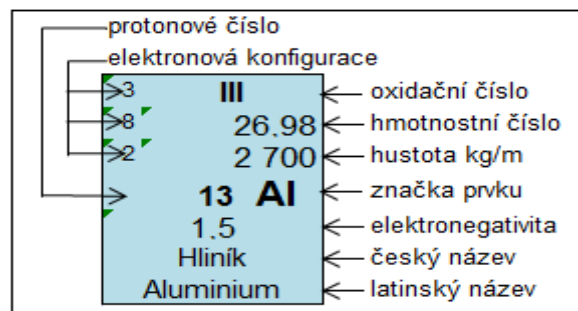 protonové číslo
elektronová konfigurace
3 III oxidační číslo
8 26.98 hmotnostní číslo
2 2 700 hustota kg/m
13 Al značka prvku
1.5 elektronegativita
Hliník český název
Aluminium latinský název